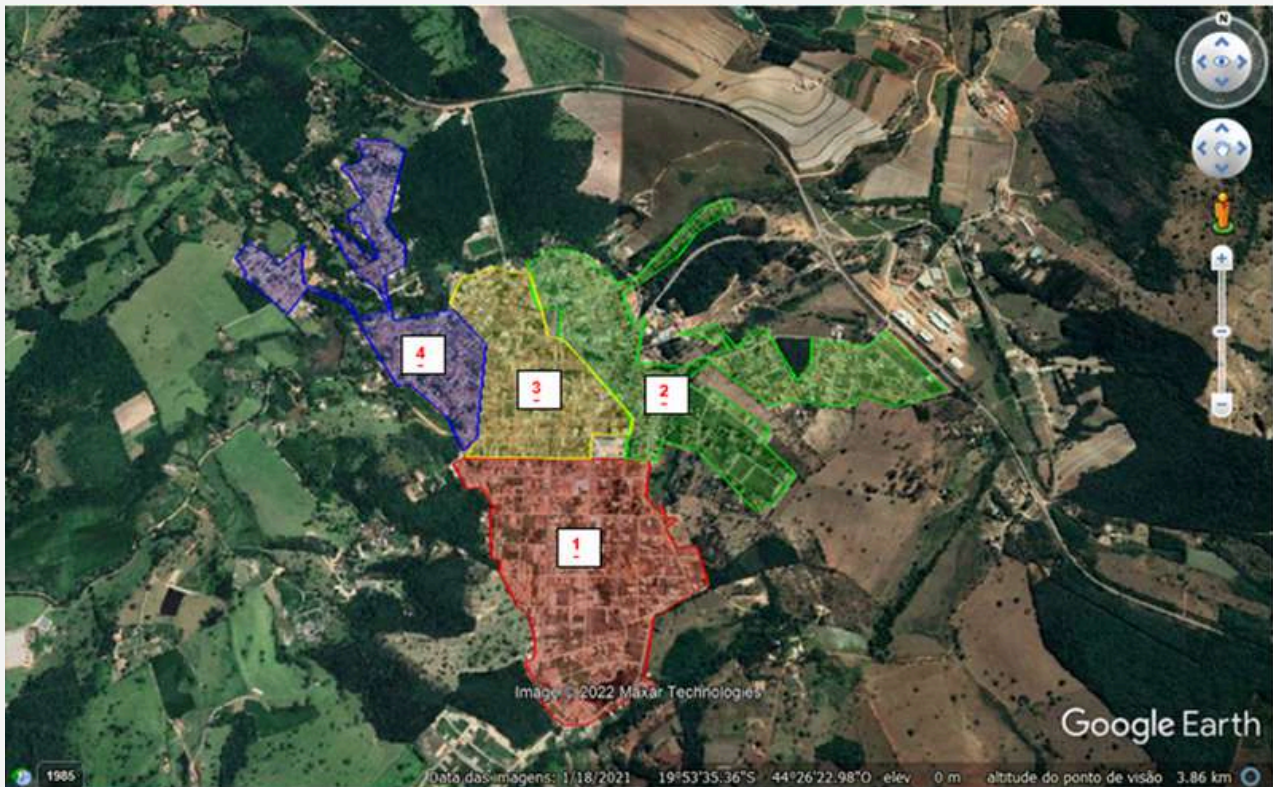 N
4
3
2
1
Image © 2022 Maxar Technologies
Google Earth
1985
Data das imagens: 1/18/2021 19°53'35.36"S 44°26'22.98"O elev 0 m altitude do ponto de visão 3.86 km